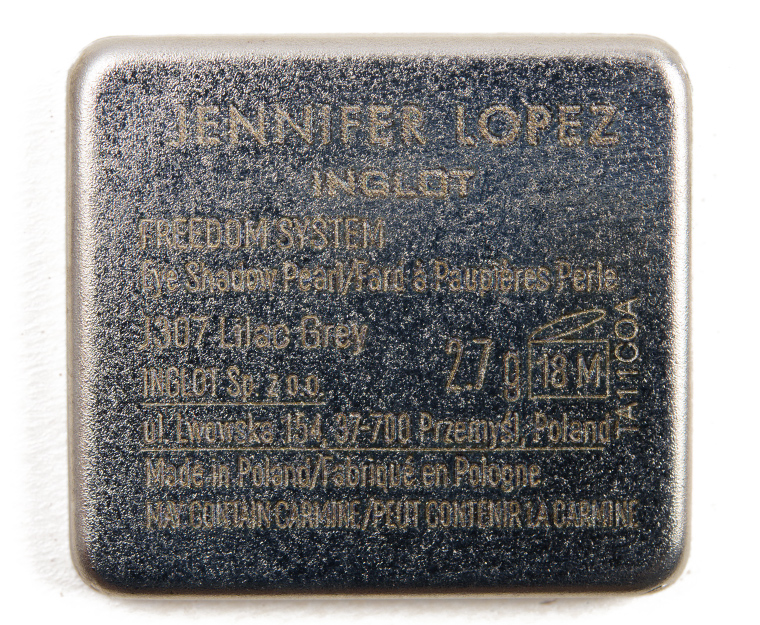 JENNIFER LOPEZ
INGLOT
FREEDOM SYSTEM
Eye Shadow Pearl/Fard à Paupières Perle
J307 Lilac Grey
2.7 g
18 M
TA111COA
INGLOT Sp. z o.o.
ul. Lwowska 154, 37-700 Przemyśl, Poland
Made in Poland/Fabriqué en Pologne
MAY CONTAIN CARMINE/PEUT CONTENIR LA CARMINE